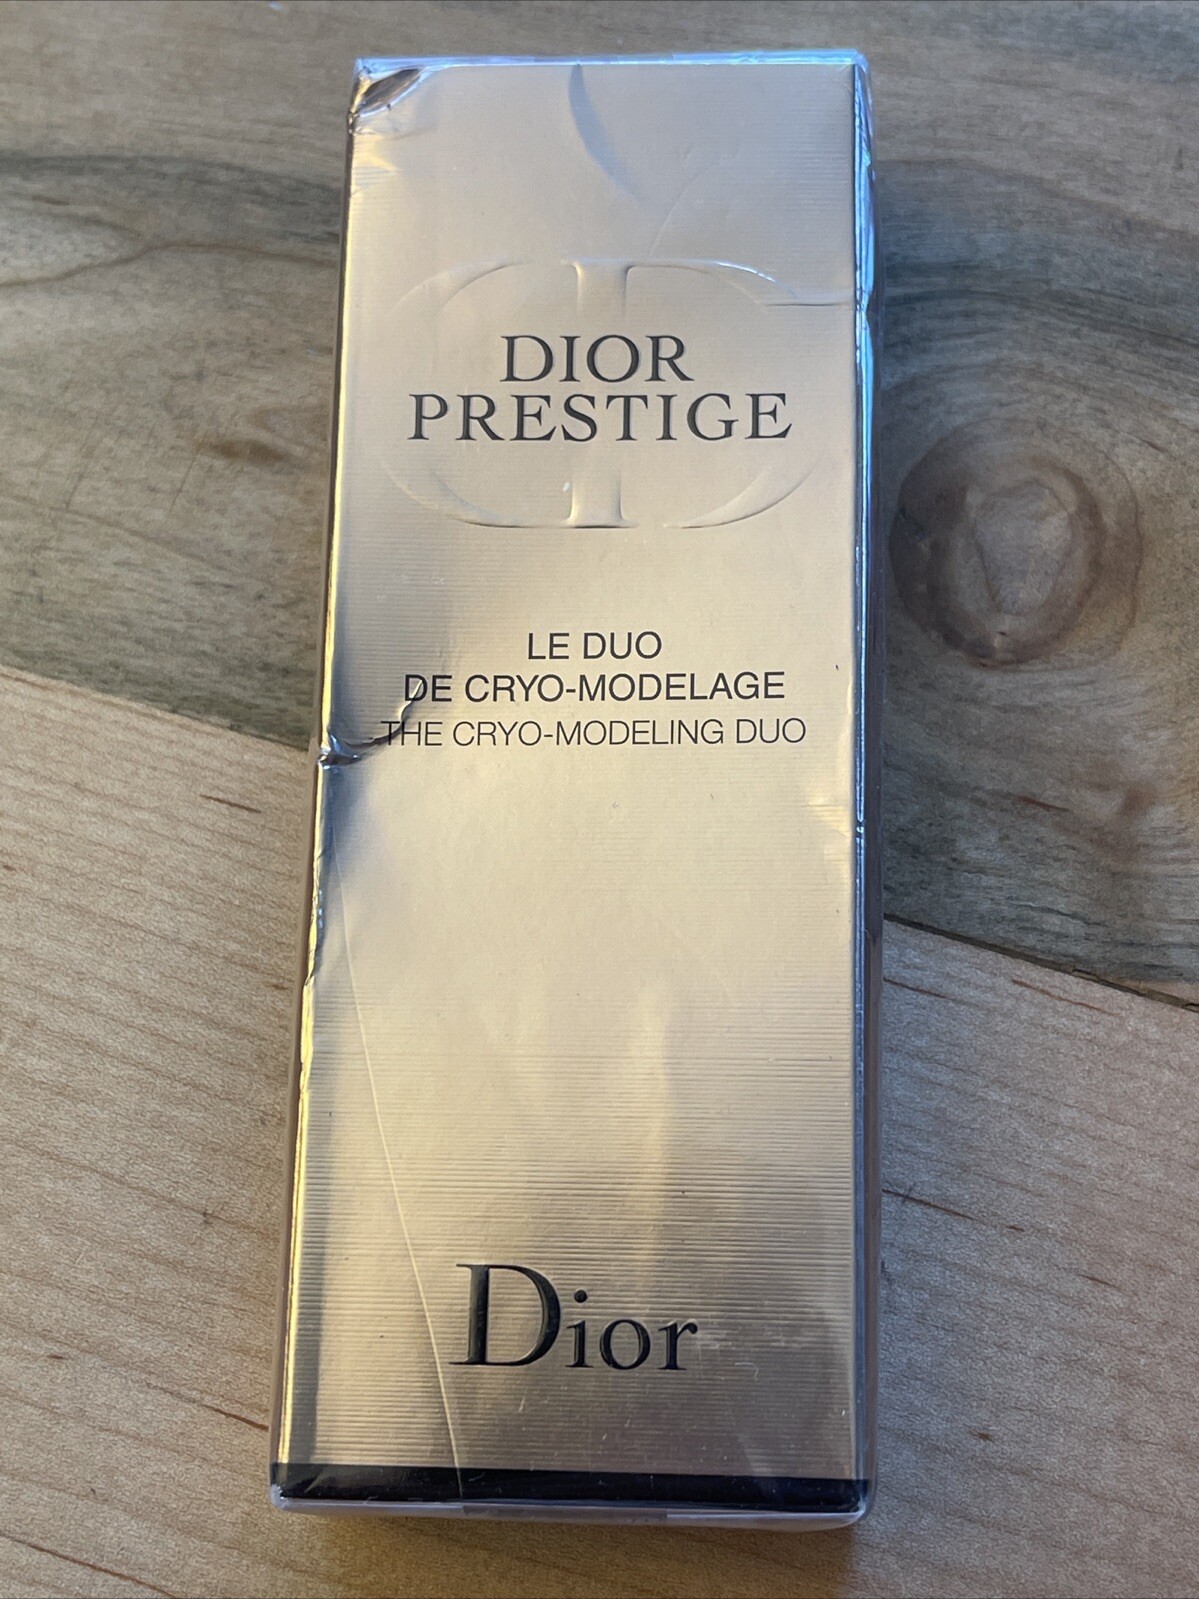 DIOR
PRESTIGE
LE DUO
DE CRYO-MODELAGE
THE CRYO-MODELING DUO
Dior